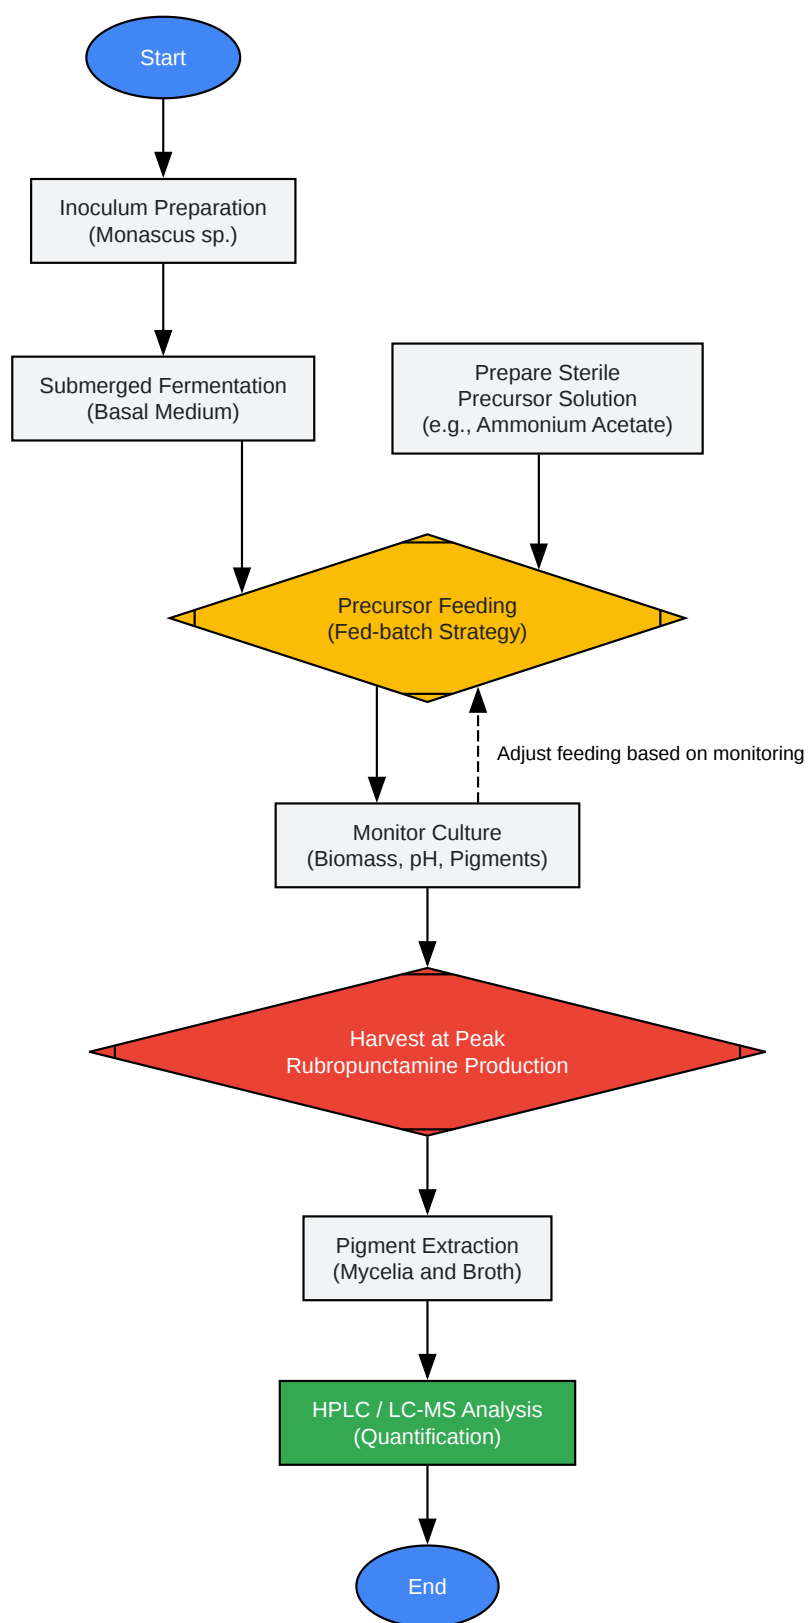 Start
Inoculum Preparation
(Monascus sp.)
Submerged Fermentation
(Basal Medium)
Prepare Sterile
Precursor Solution
(e.g., Ammonium Acetate)
Precursor Feeding
(Fed-batch Strategy)
Adjust feeding based on monitoring
Monitor Culture
(Biomass, pH, Pigments)
Harvest at Peak
Rubropunctamine Production
Pigment Extraction
(Mycelia and Broth)
HPLC / LC-MS Analysis
(Quantification)
End